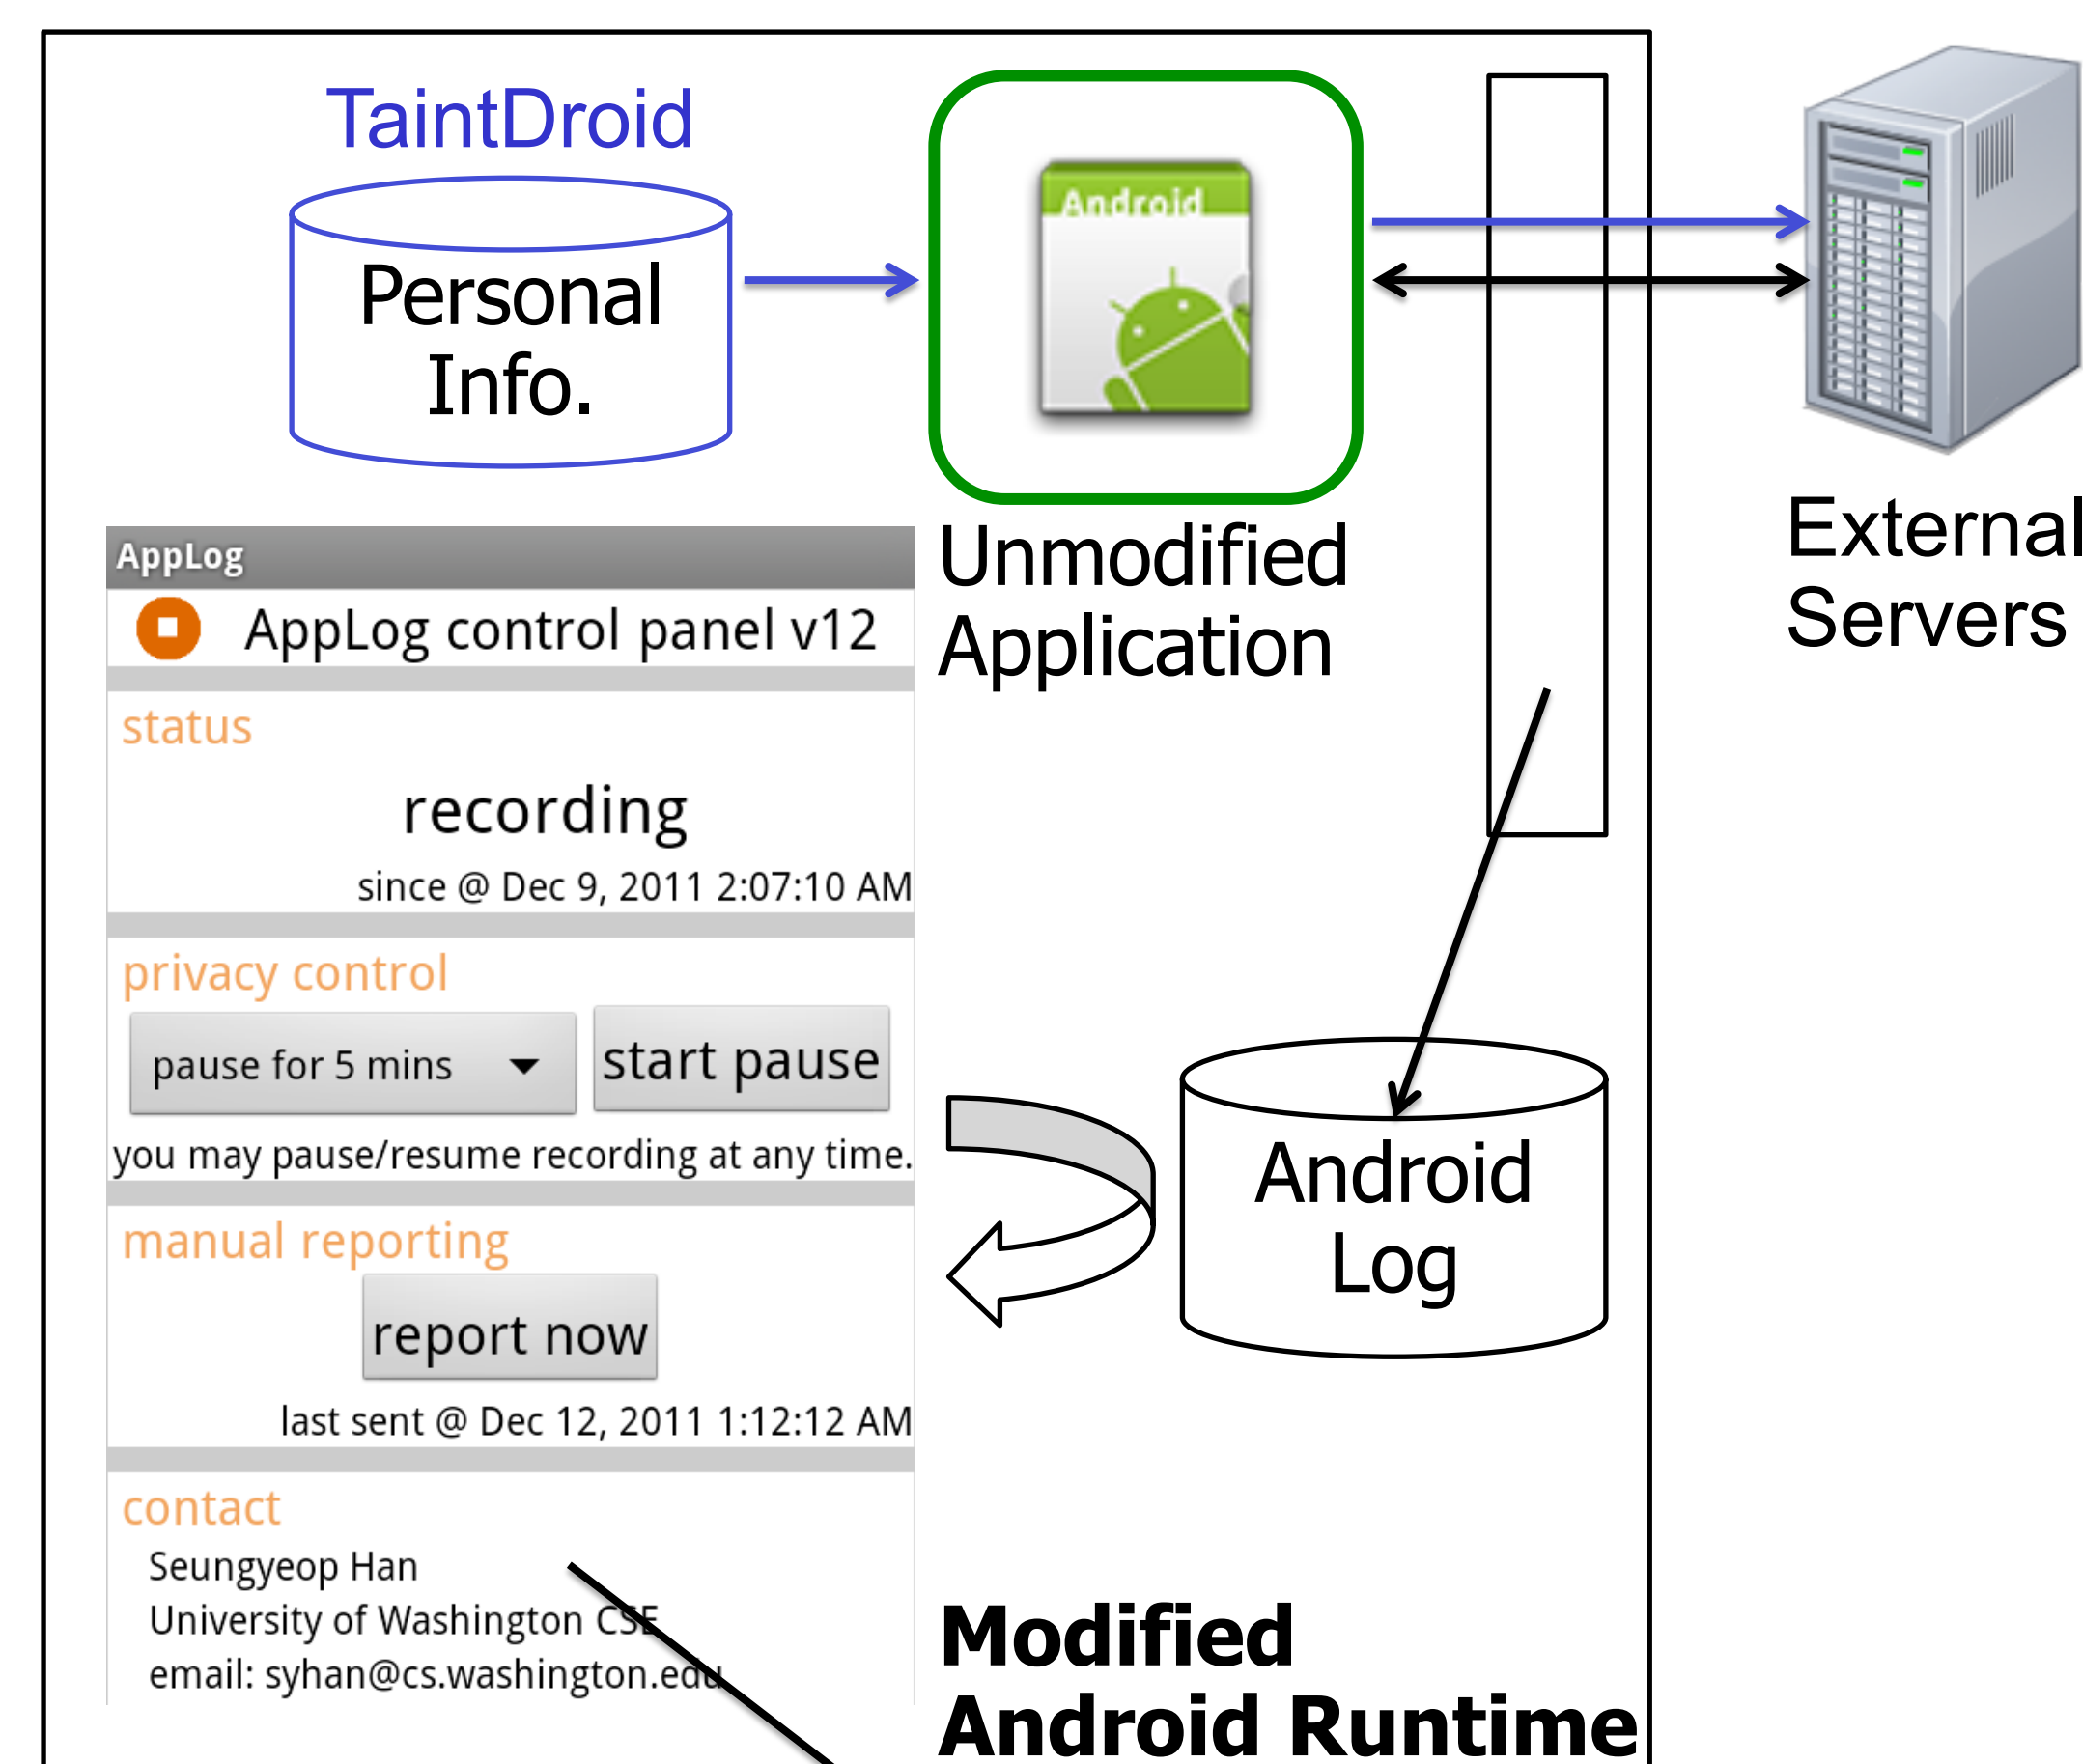 TaintDroid
Personal
Info.
Android
Unmodified
Application
External
Servers
AppLog
AppLog control panel v12
status
recording
since @ Dec 9, 2011 2:07:10 AM
privacy control
pause for 5 mins
start pause
you may pause/resume recording at any time.
manual reporting
report now
last sent @ Dec 12, 2011 1:12:12 AM
contact
Seungyeop Han
University of Washington CSE
email: syhan@cs.washington.edu
Android
Log
Modified
Android Runtime